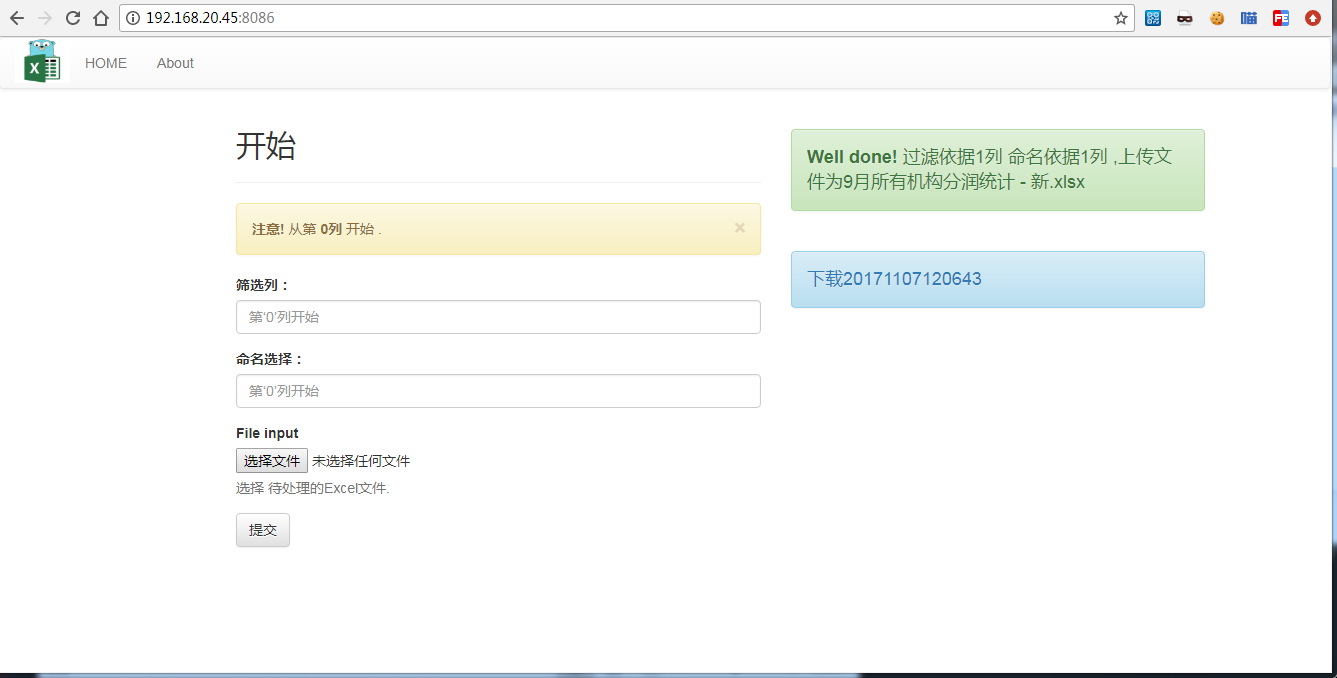 192.168.20.45:8086
HOME
About
开始
注意! 从第 0列 开始 .
×
筛选列：
第'0'列开始
命名选择：
第'0'列开始
File input
选择文件 未选择任何文件
选择 待处理的Excel文件.
提交
Well done! 过滤依据1列 命名依据1列 ,上传文
件为9月所有机构分润统计 - 新.xlsx
下载20171107120643